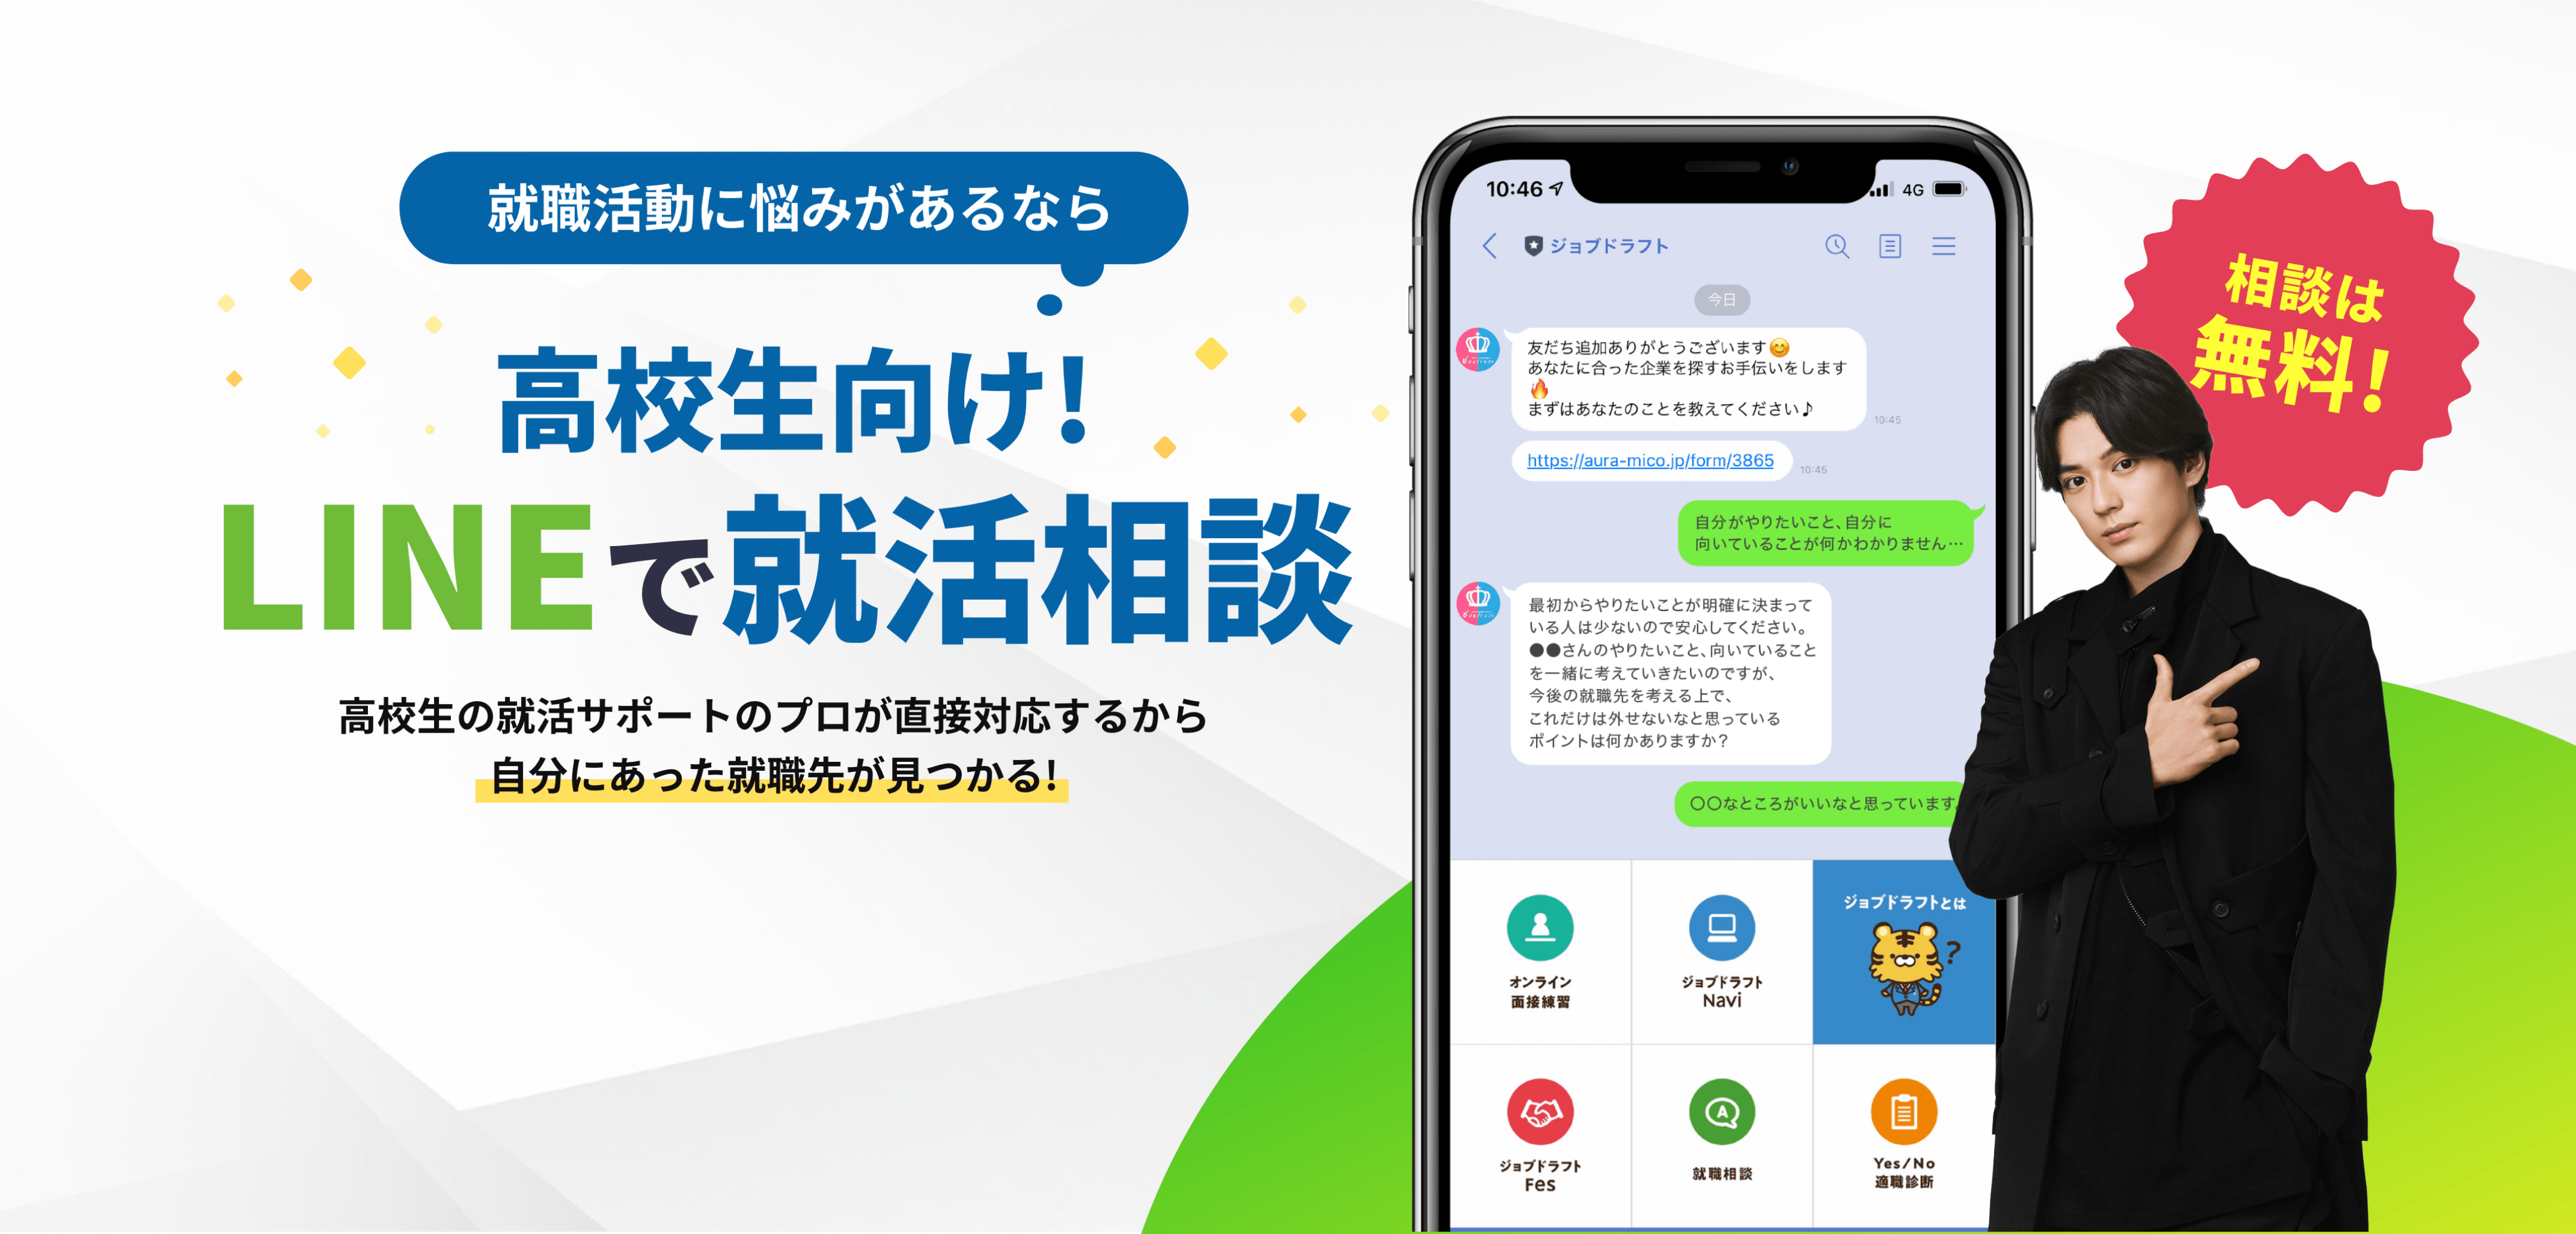 就職活動に悩みがあるなら
高校生向け！
LINEで就活相談
高校生の就活サポートのプロが直接対応するから
自分にあった就職先が見つかる！
相談は
無料！
10:46
4G
ジョブドラフト
今日
友だち追加ありがとうございます😊
あなたに合った企業を探すお手伝いをします
🔥
まずはあなたのことを教えてください♪
10:45
https://aura-mico.jp/form/3865
10:45
自分がやりたいこと、自分に
向いていることが何かわかりません…
最初からやりたいことが明確に決まって
いる人は少ないので安心してください。
●●さんのやりたいこと、向いていること
を一緒に考えていきたいのですが、
今後の就職先を考える上で、
これだけは外せないなと思っている
ポイントは何かありますか？
〇〇なところがいいなと思っています。
オンライン
面接練習
ジョブドラフト
Navi
ジョブドラフトとは
?
ジョブドラフト
Fes
A
就職相談
Yes/No
適職診断